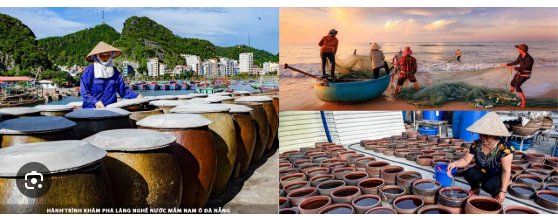 HÀNH TRÌNH KHÁM PHÁ LÀNG NGHỀ NƯỚC MẮM NAM Ô ĐÀ NẴNG